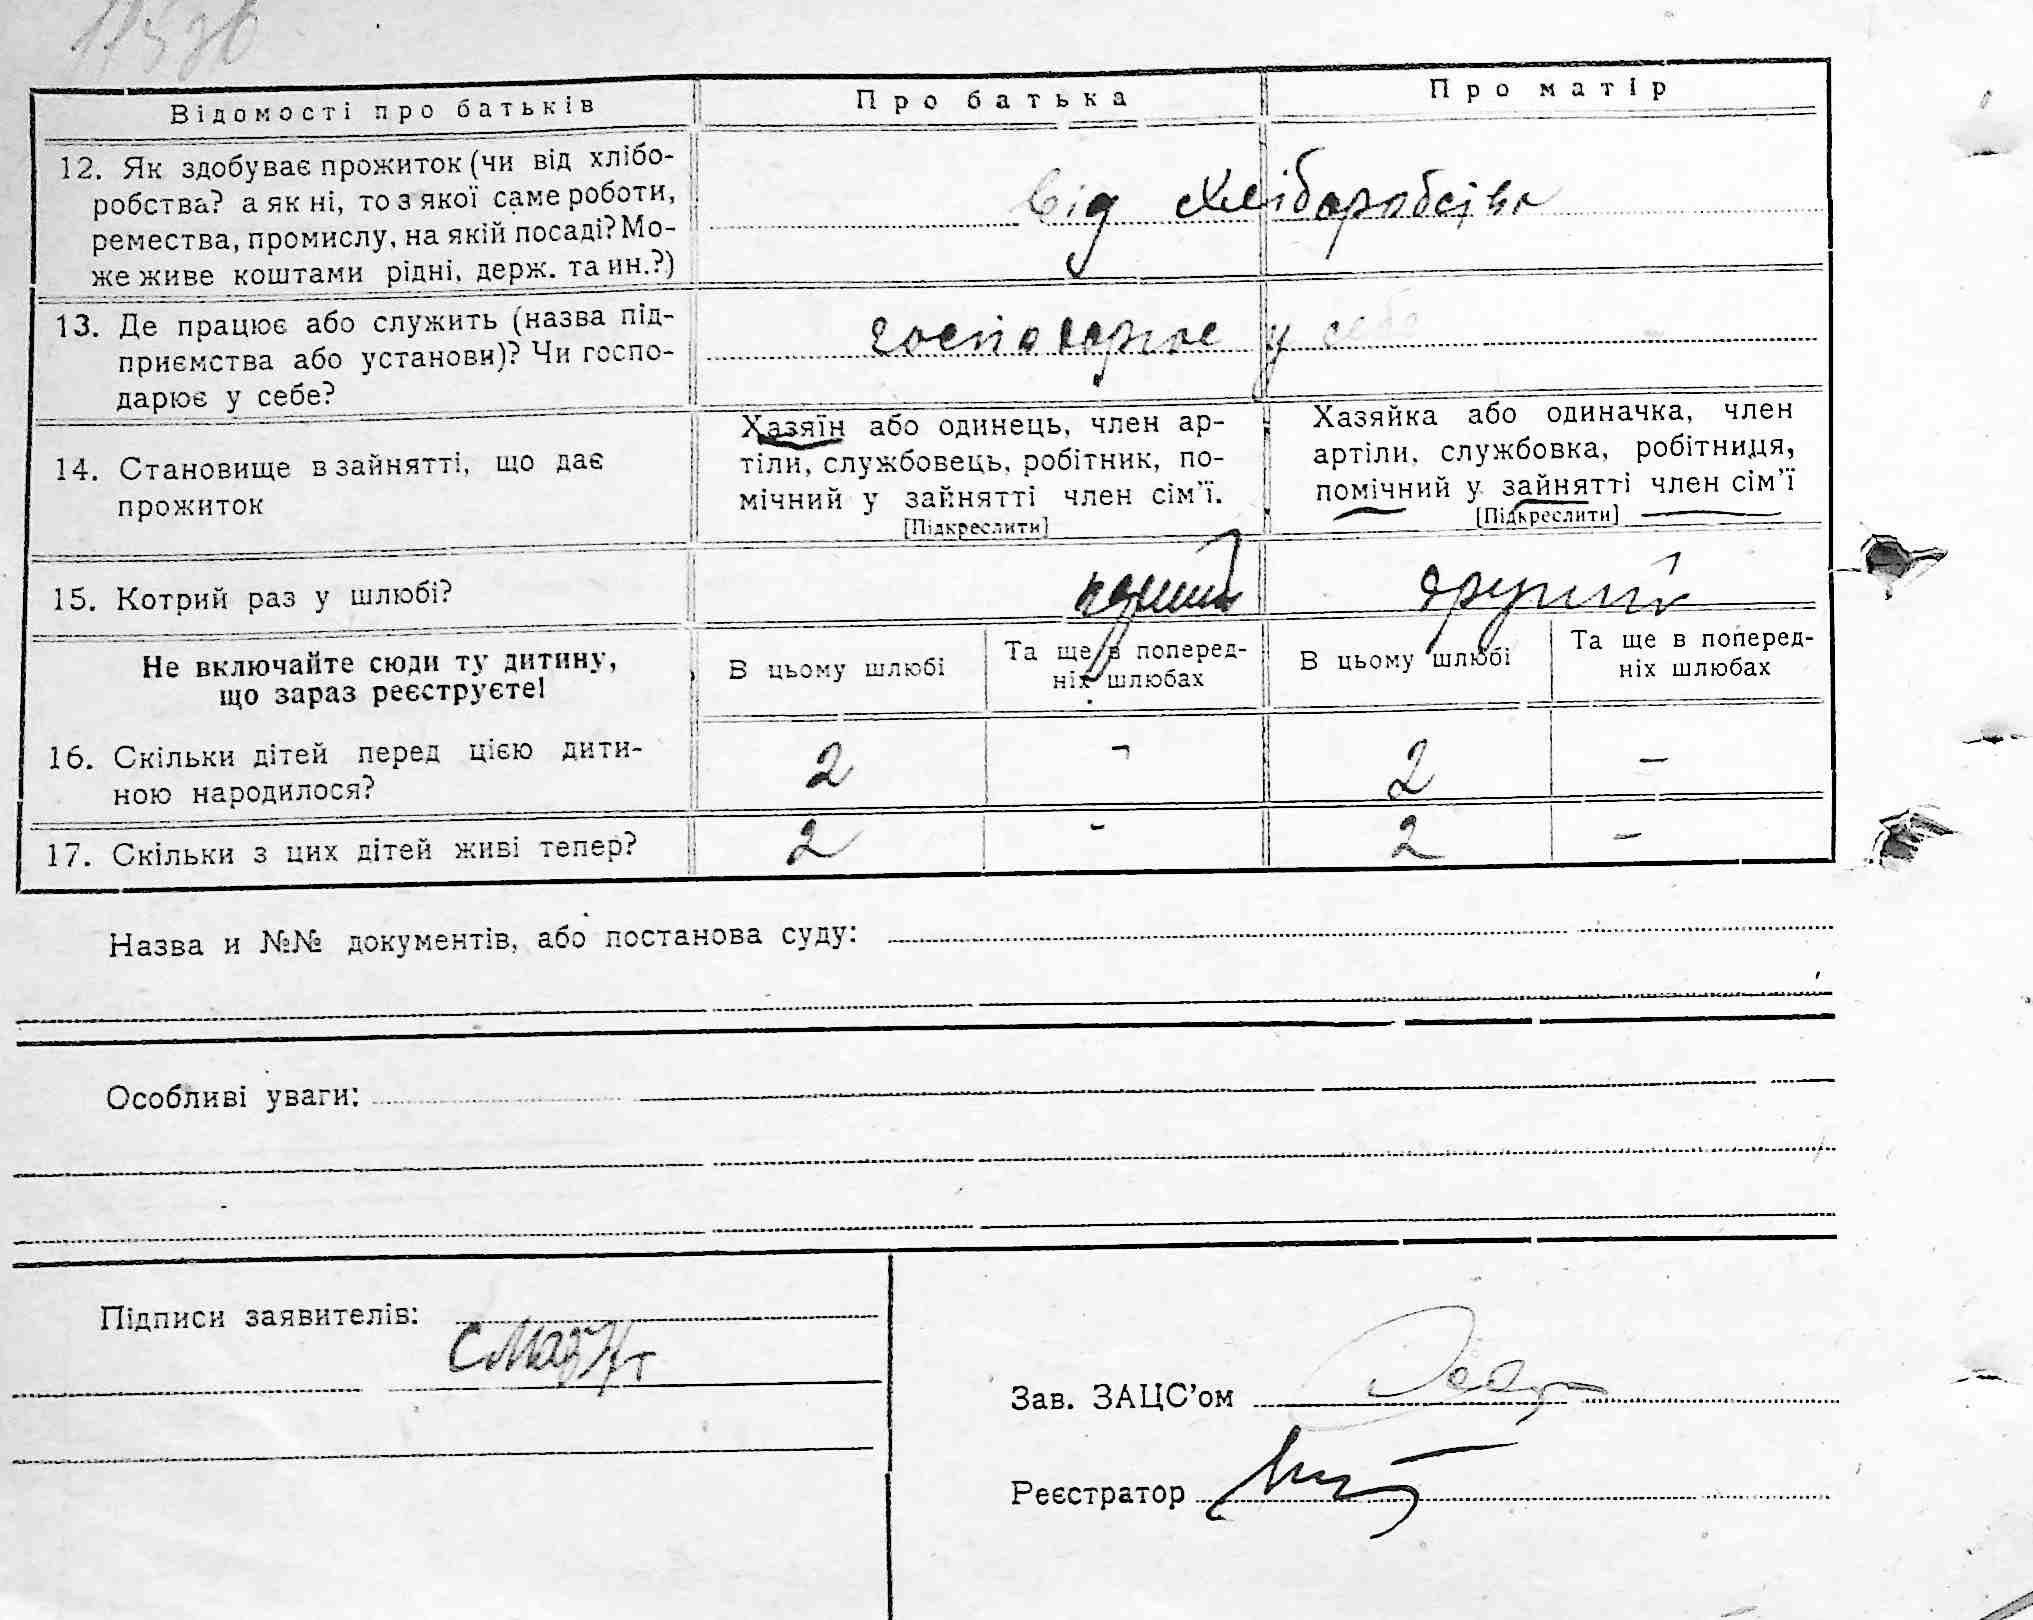 Відомості про батьків
Про батька
Про матір
12. Як здобуває прожиток (чи від хлібо-
робства? а як ні, то з якої саме роботи,
ремества, промислу, на якій посаді? Мо-
же живе коштами рідні, держ. та ин.?)
від хліборобства
13. Де працює або служить (назва під-
приємства або установи)? Чи госпо-
дарює у себе?
господарює у себе
14. Становище в зайнятті, що дає
прожиток
Хазяїн або одинець, член ар-
тіли, службовець, робітник, по-
мічний у зайнятті член сім'ї.
[Підкреслити]
Хазяйка або одиначка, член
артіли, службовка, робітниця,
помічний у зайнятті член сім'ї
[Підкреслити]
15. Котрий раз у шлюбі?
другий
Не включайте сюди ту дитину,
що зараз реєструєте!
В цьому шлюбі
Та ще в поперед-
ніх шлюбах
В цьому шлюбі
Та ще в поперед-
ніх шлюбах
16. Скільки дітей перед цією дити-
ною народилося?
2 - 2 -
17. Скільки з цих дітей живі тепер?
2 - 2 -
Назва и №№ документів, або постанова суду:
Особливі уваги:
Підписи заявителів:
Зав. ЗАЦС'ом
Реєстратор